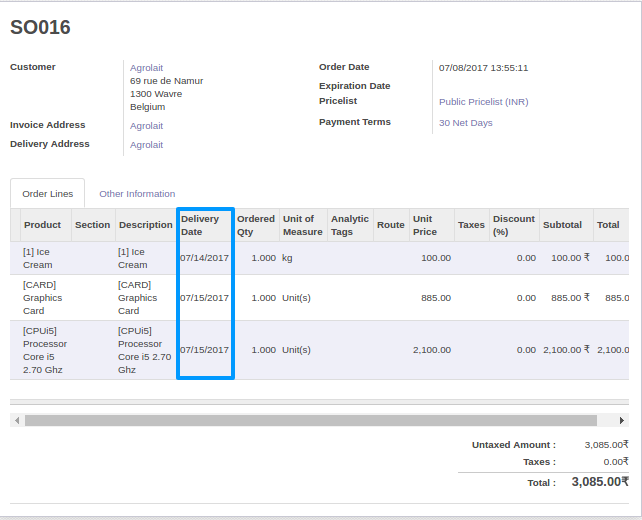 SO016
Customer
Agrolait
69 rue de Namur
1300 Wavre
Belgium
Invoice Address
Agrolait
Delivery Address
Agrolait
Order Date
07/08/2017 13:55:11
Expiration Date
Pricelist
Public Pricelist (INR)
Payment Terms
30 Net Days
Order Lines Other Information
Product Section Description Delivery Date Ordered Qty Unit of Measure Analytic Tags Route Unit Price Taxes Discount (%) Subtotal Total
[1] Ice Cream [1] Ice Cream 07/14/2017 1.000 kg 100.00 0.00 100.00 ₹ 100.0
[CARD] Graphics Card [CARD] Graphics Card 07/15/2017 1.000 Unit(s) 885.00 0.00 885.00 ₹ 885.0
[CPUi5] Processor Core i5 2.70 Ghz [CPUi5] Processor Core i5 2.70 Ghz 07/15/2017 1.000 Unit(s) 2,100.00 0.00 2,100.00 ₹ 2,100.0
Untaxed Amount : 3,085.00₹
Taxes : 0.00₹
Total : 3,085.00₹